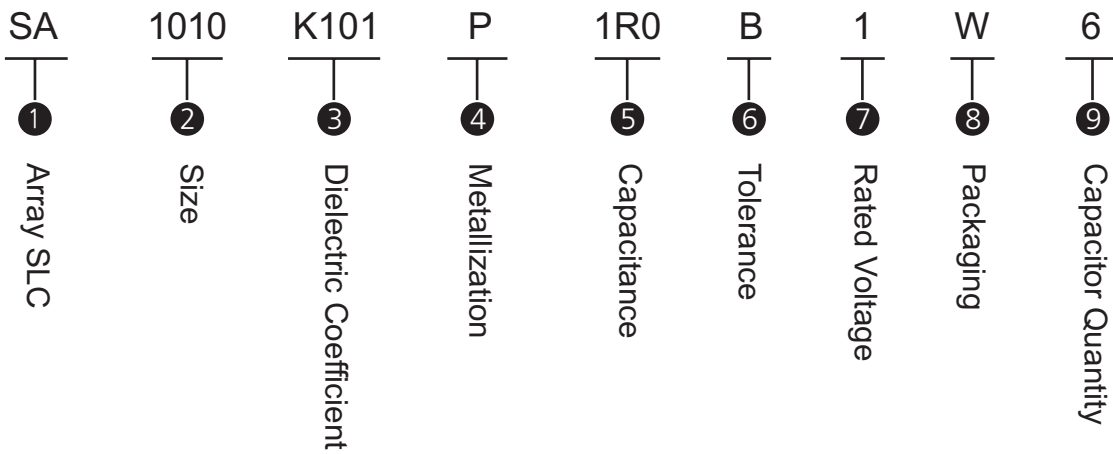 SA 1010 K101 P 1R0 B 1 W 6
1 2 3 4 5 6 7 8 9
Array SLC
Size
Dielectric Coefficient
Metallization
Capacitance
Tolerance
Rated Voltage
Packaging
Capacitor Quantity